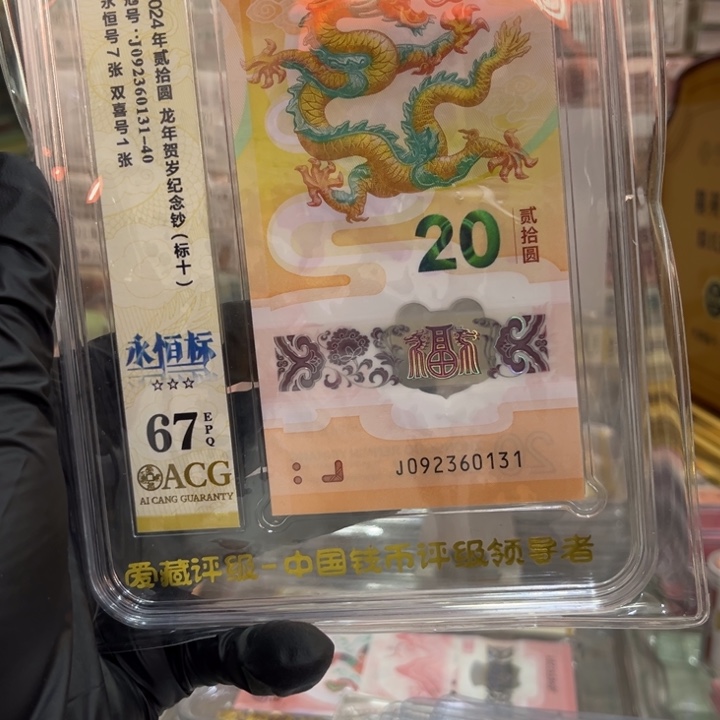 2024年贰拾圆 龙年贺岁纪念钞(标十)
冠号:J092360131-40
永恒号7张 双喜号1张
永恒标
67 EPQ
ACG
AI CANG GUARANTY
20 贰拾圆
福
J092360131
爱藏评级-中国钱币评级领导者